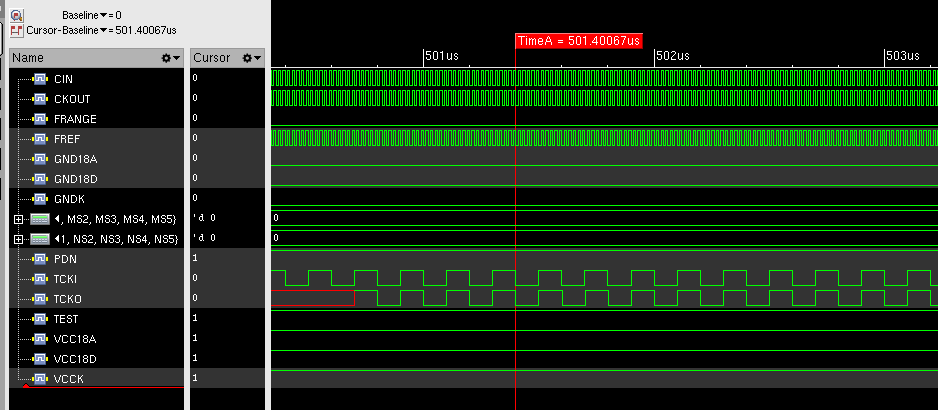 Baseline▼= 0
Cursor-Baseline▼= 501.40067us
TimeA = 501.40067us
501us 502us 503us
Name Cursor
CIN 0
CKOUT 0
FRANGE 0
FREF 0
GND18A 0
GND18D 0
GNDK 0
, MS2, MS3, MS4, MS5} 'd 0 0
1, NS2, NS3, NS4, NS5} 'd 0 0
PDN 1
TCKI 0
TCKO 0
TEST 1
VCC18A 1
VCC18D 1
VCCK 1